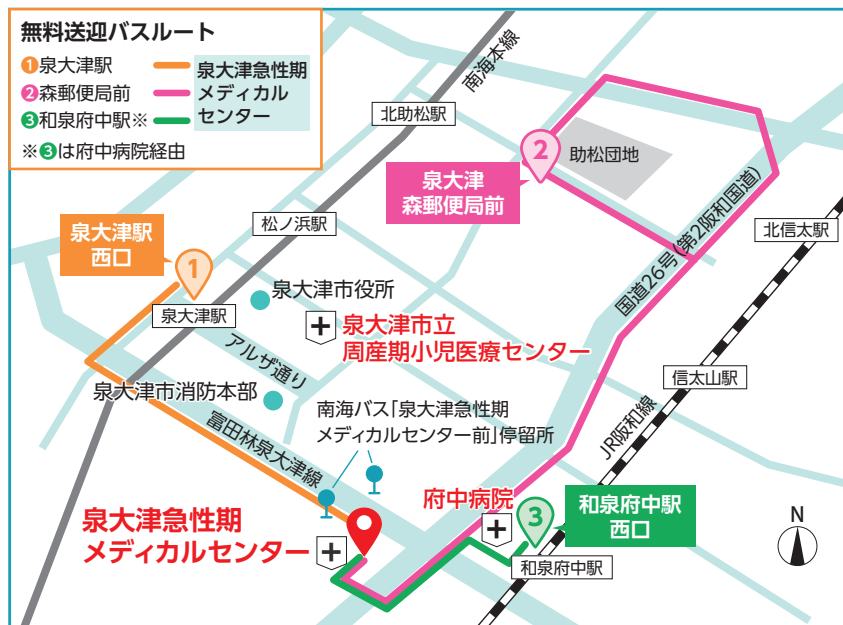 無料送迎バスルート
1泉大津駅
2森郵便局前
3和泉府中駅※
泉大津急性期
メディカル
センター
※3は府中病院経由
南海本線
北助松駅
2
助松団地
泉大津
森郵便局前
国道26号(第2阪和国道)
北信太駅
松ノ浜駅
泉大津駅
西口
1
泉大津駅
泉大津市役所
泉大津市立
周産期小児医療センター
アルザ通り
信太山駅
泉大津市消防本部
南海バス「泉大津急性期
メディカルセンター前」停留所
富田林泉大津線
JR阪和線
泉大津急性期
メディカルセンター
府中病院
3
和泉府中駅
西口
和泉府中駅
N